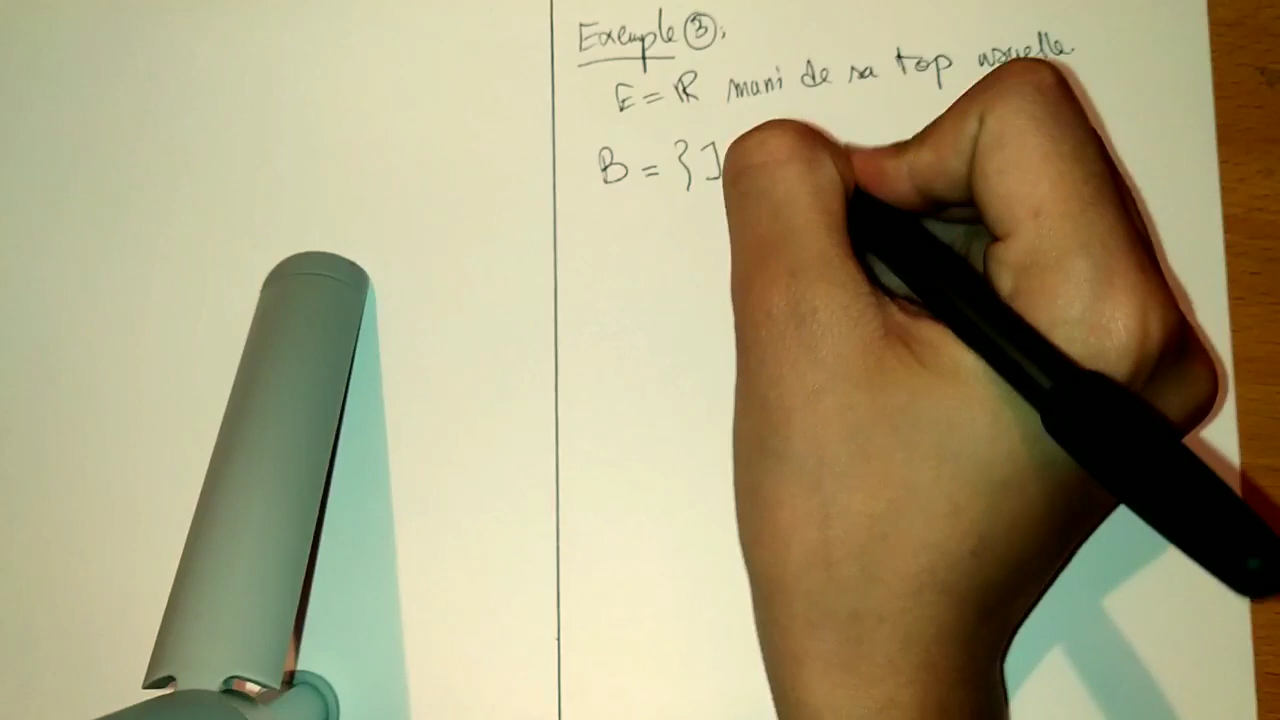 Exemple ③:
E = ℝ muni de sa top usuelle
B = { ]